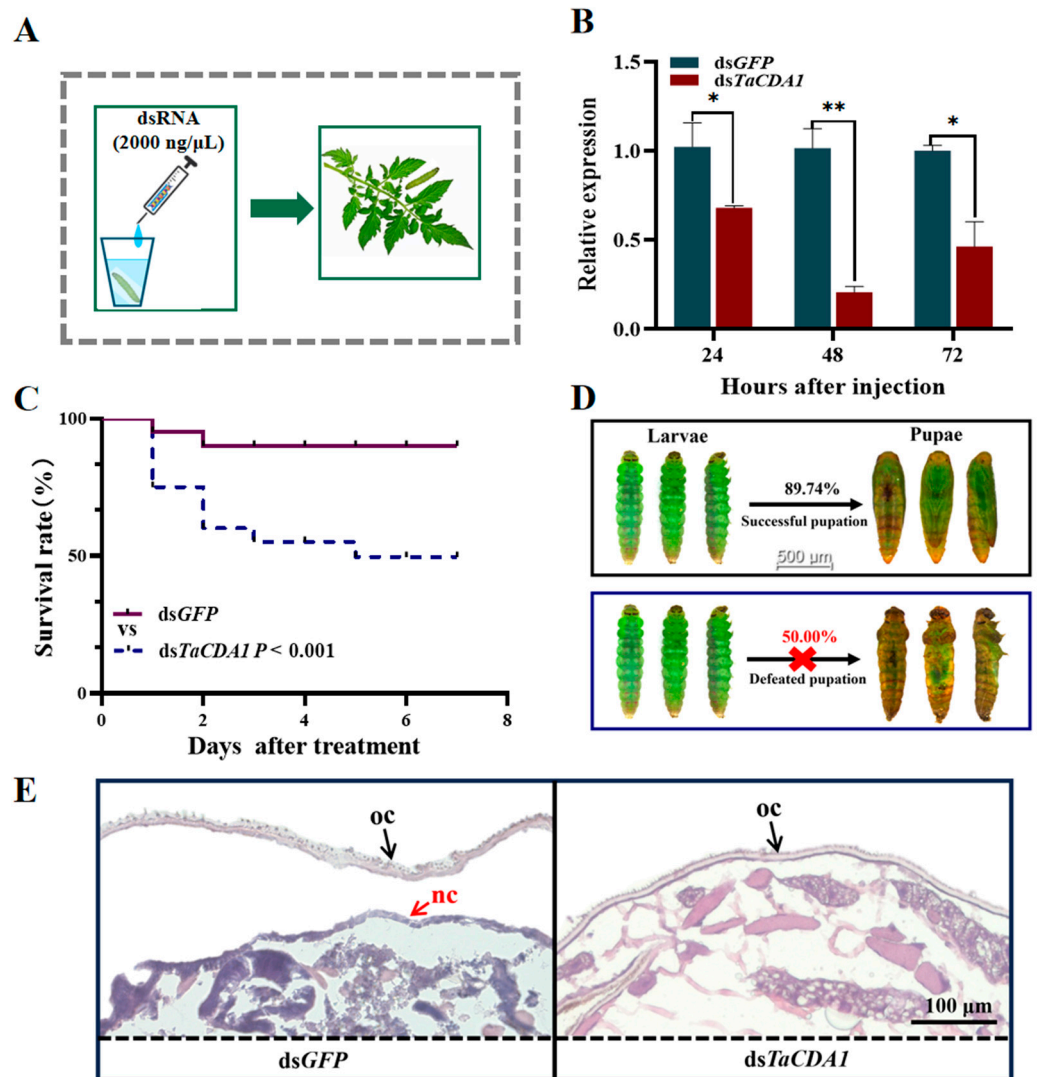 A
dsRNA
(2000 ng/μL)
B
dsGFP
dsTaCDA1
1.5
1.0
0.5
0.0
Relative expression
*
**
*
24
48
72
Hours after injection
C
100
50
0
Survival rate (%)
dsGFP
vs
dsTaCDA1 P < 0.001
0
2
4
6
8
Days after treatment
D
Larvae
Pupae
89.74%
Successful pupation
500 μm
50.00%
Defeated pupation
E
oc
nc
dsGFP
oc
100 μm
dsTaCDA1